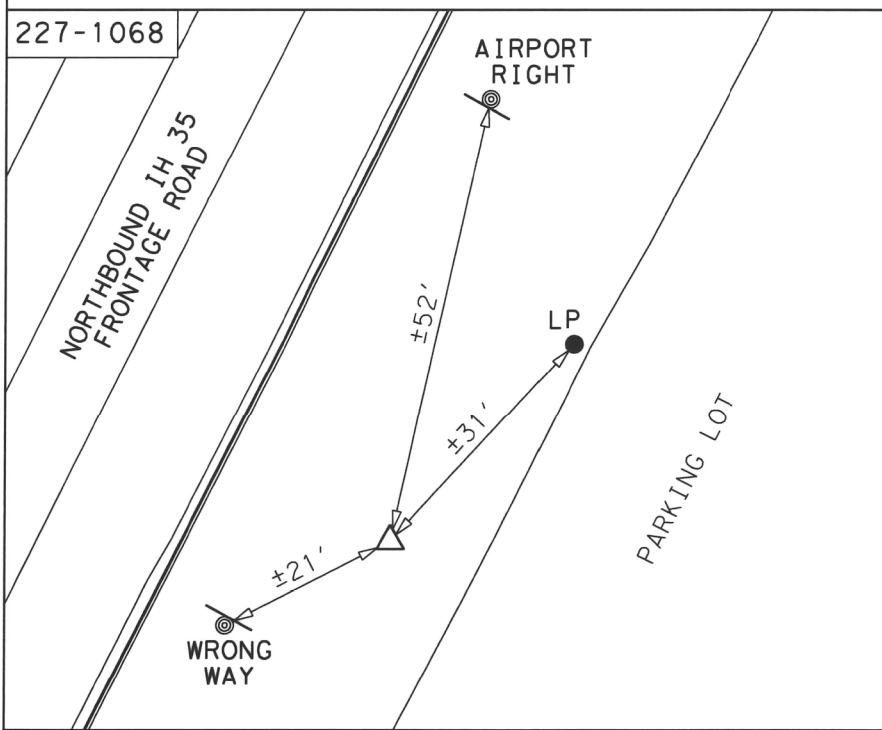 227-1068
AIRPORT
RIGHT
NORTHBOUND IH 35
FRONTAGE ROAD
±52′
LP
±31′
PARKING LOT
±21′
WRONG
WAY